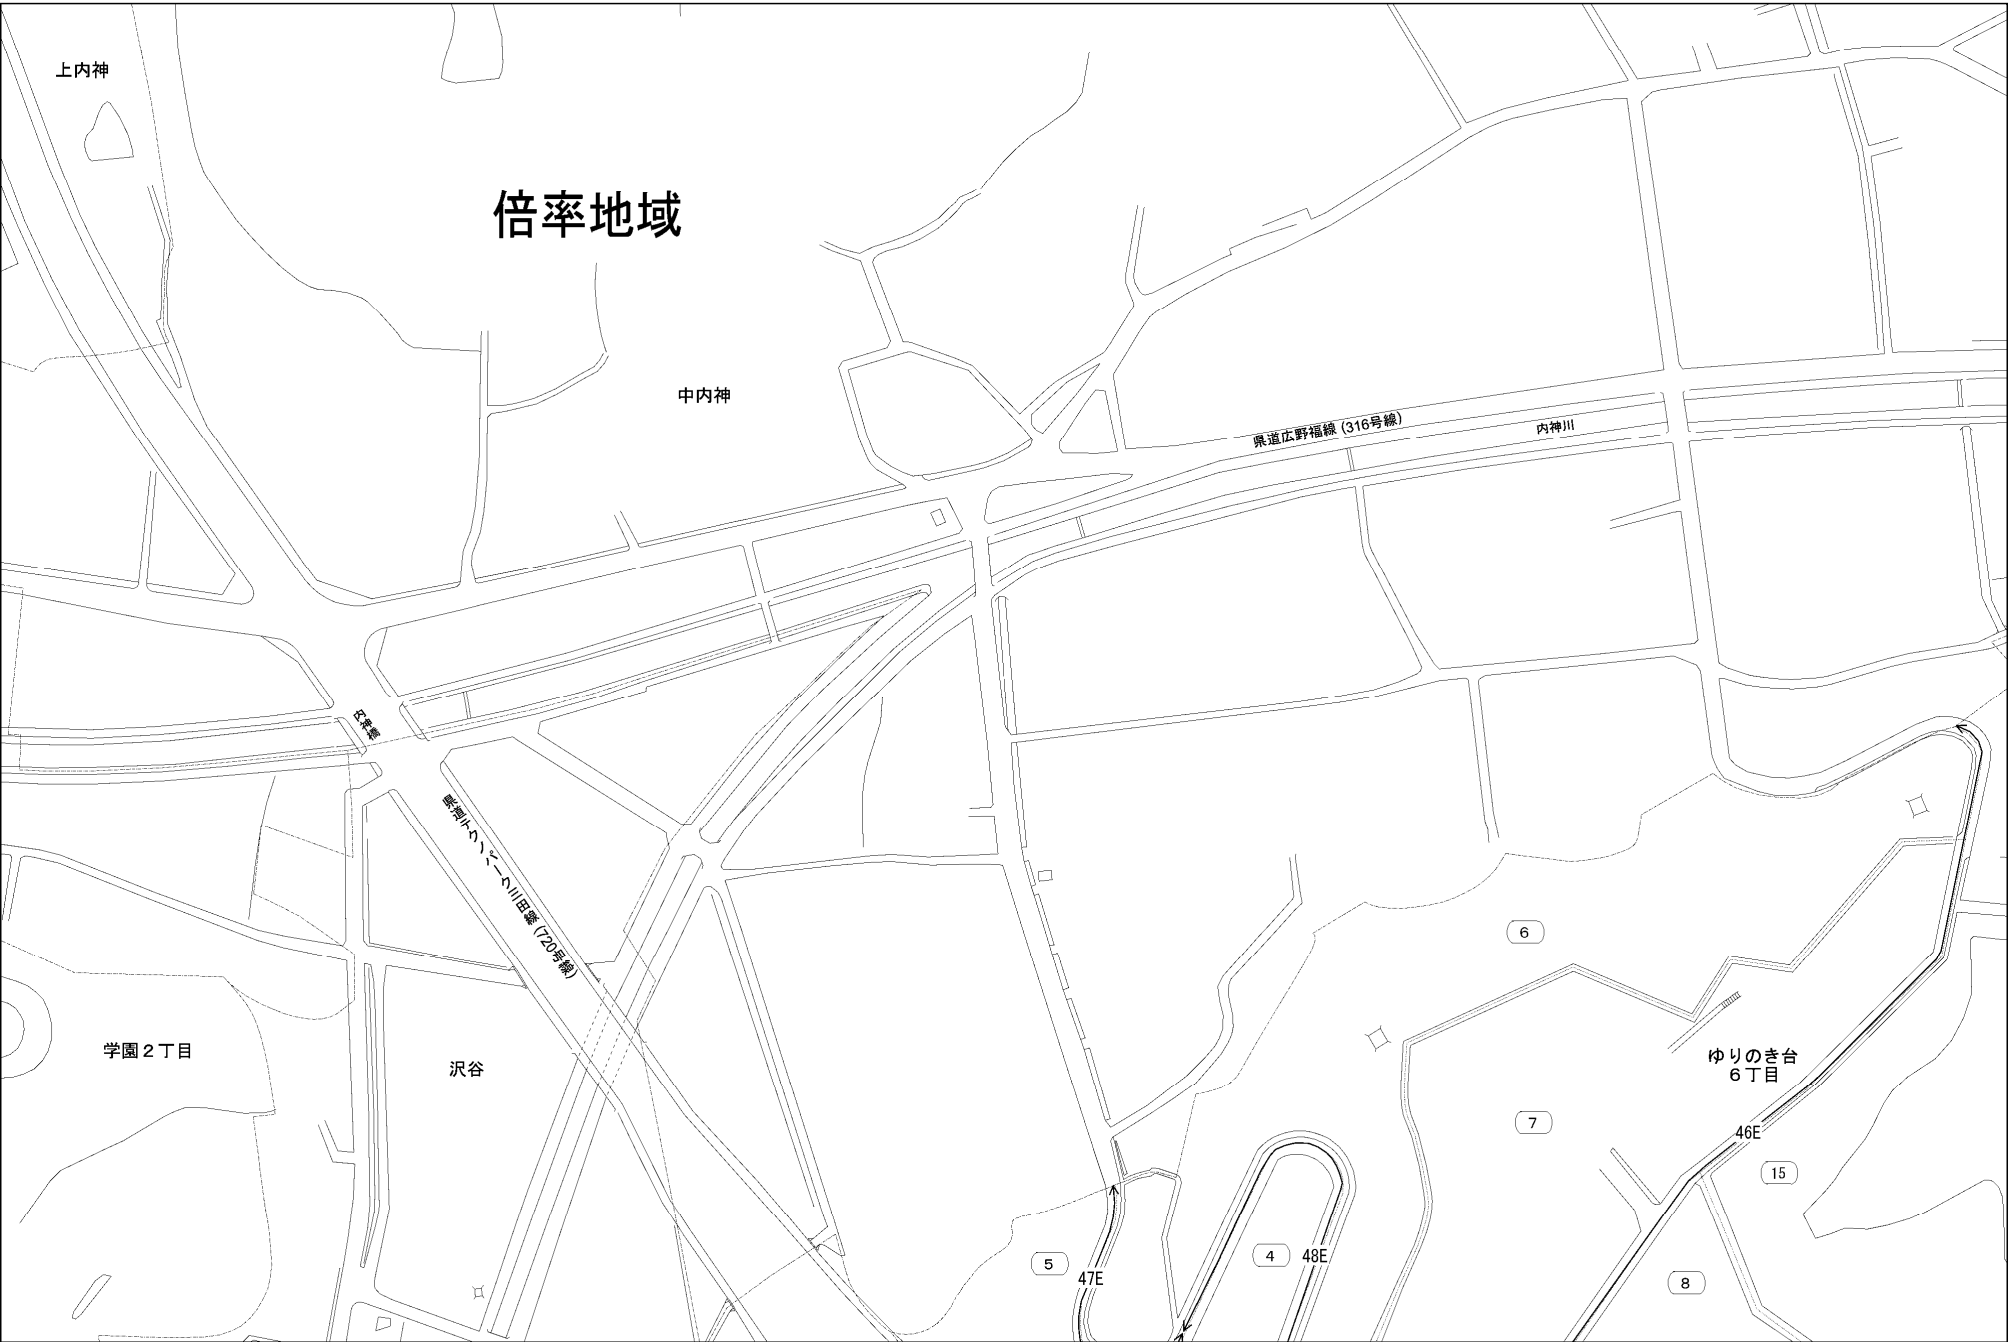 上内神
倍率地域
中内神
県道広野福線 (316号線)
内神川
内神橋
県道テクノパーク三田線 (720号線)
6
学園２丁目
沢谷
ゆりのき台
６丁目
7
46E
15
5
47E
4
48E
8